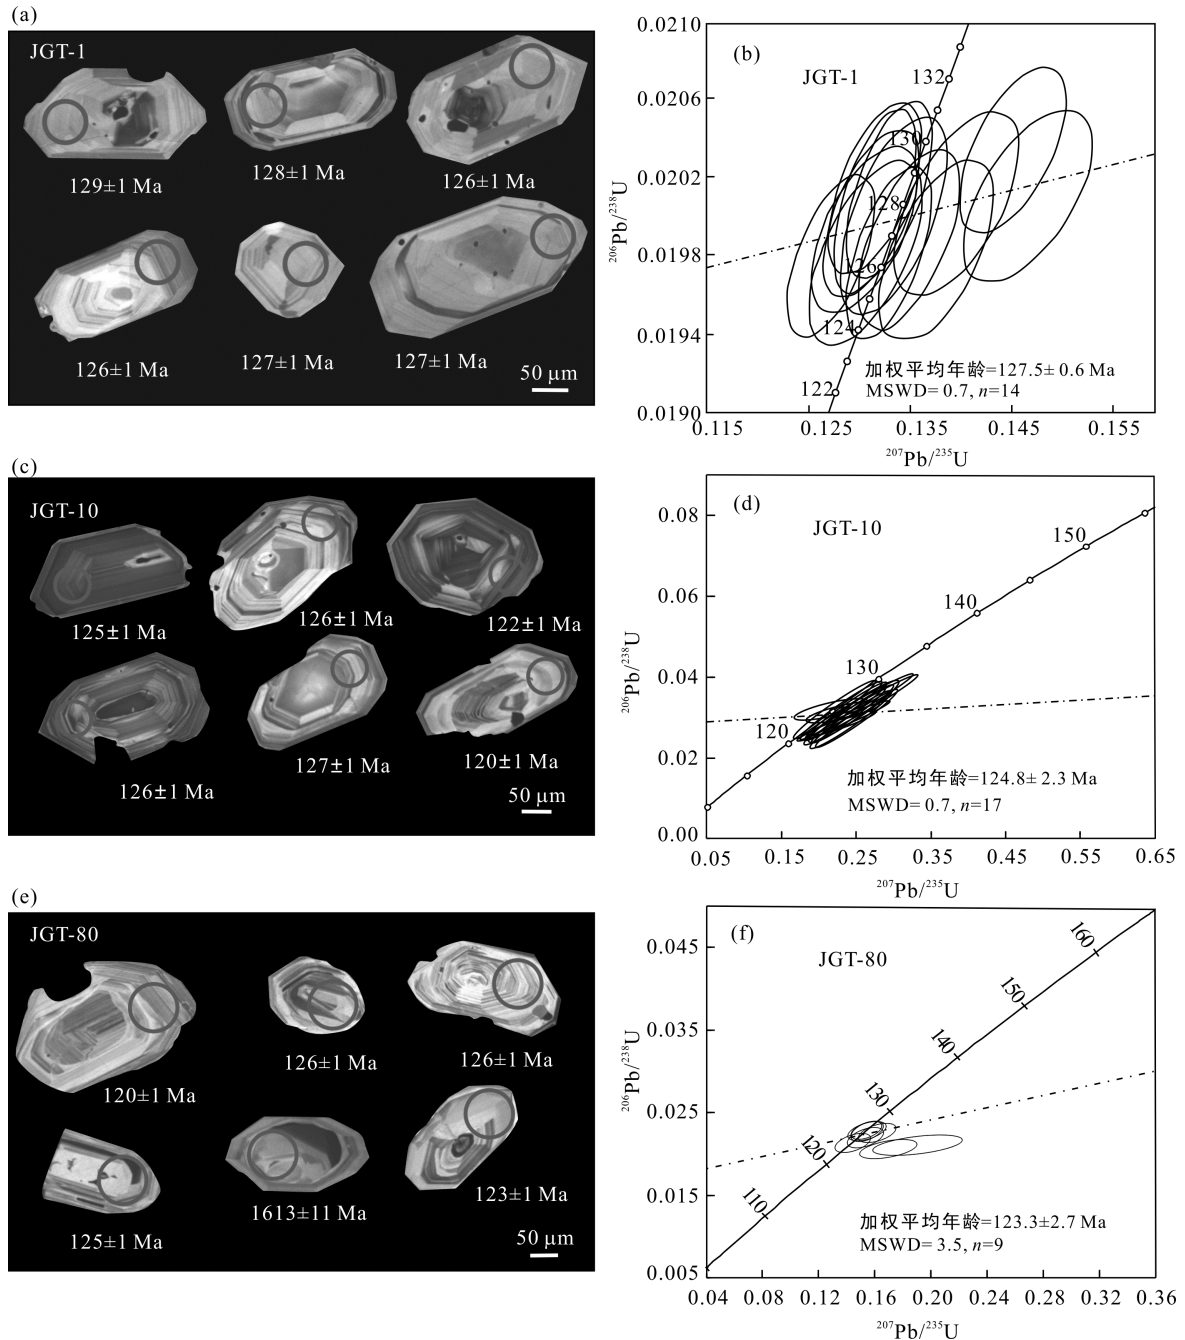 (a)
JGT-1
129±1 Ma
128±1 Ma
126±1 Ma
126±1 Ma
127±1 Ma
127±1 Ma
50 μm
(b)
JGT-1
0.0210
0.0206
0.0202
0.0198
0.0194
0.0190
²⁰⁶Pb/²³⁸U
132
130
128
126
124
122
加权平均年龄=127.5± 0.6 Ma
MSWD= 0.7, n=14
0.115 0.125 0.135 0.145 0.155
²⁰⁷Pb/²³⁵U
(c)
JGT-10
125±1 Ma
126±1 Ma
122±1 Ma
126±1 Ma
127±1 Ma
120±1 Ma
50 μm
(d)
JGT-10
0.08
0.06
0.04
0.02
0.00
²⁰⁶Pb/²³⁸U
150
140
130
120
加权平均年龄=124.8± 2.3 Ma
MSWD= 0.7, n=17
0.05 0.15 0.25 0.35 0.45 0.55 0.65
²⁰⁷Pb/²³⁵U
(e)
JGT-80
120±1 Ma
126±1 Ma
126±1 Ma
125±1 Ma
1613±11 Ma
123±1 Ma
50 μm
(f)
JGT-80
0.045
0.035
0.025
0.015
0.005
²⁰⁶Pb/²³⁸U
160
150
140
130
120
110
加权平均年龄=123.3±2.7 Ma
MSWD= 3.5, n=9
0.04 0.08 0.12 0.16 0.20 0.24 0.28 0.32 0.36
²⁰⁷Pb/²³⁵U